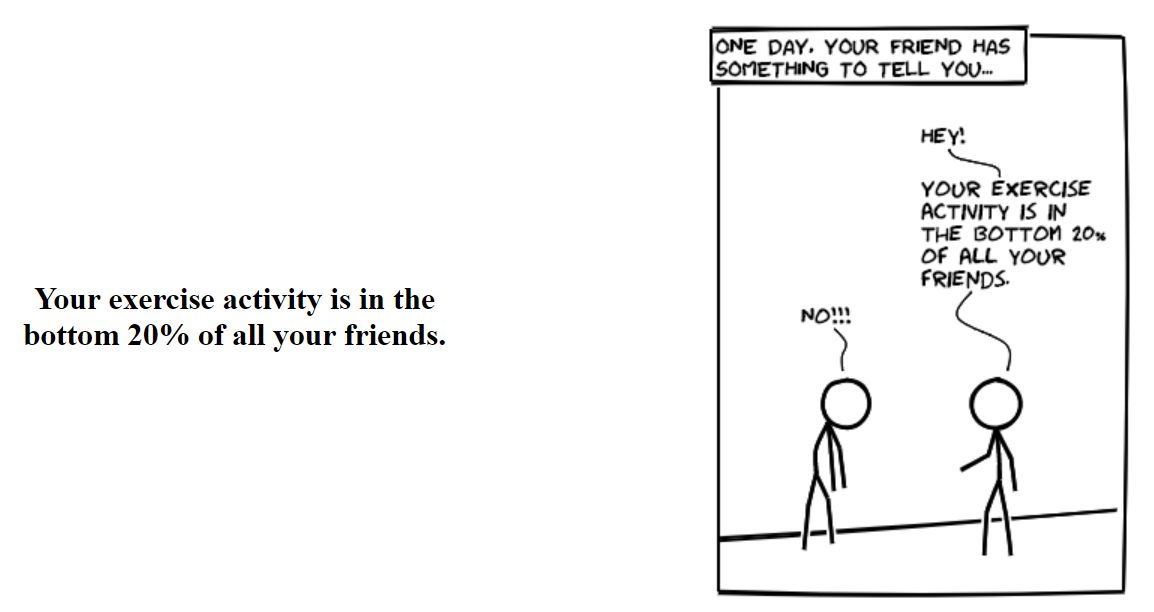 Your exercise activity is in the
bottom 20% of all your friends.
ONE DAY, YOUR FRIEND HAS
SOMETHING TO TELL YOU...
HEY!
YOUR EXERCISE
ACTIVITY IS IN
THE BOTTOM 20%
OF ALL YOUR
FRIENDS.
NO!!!